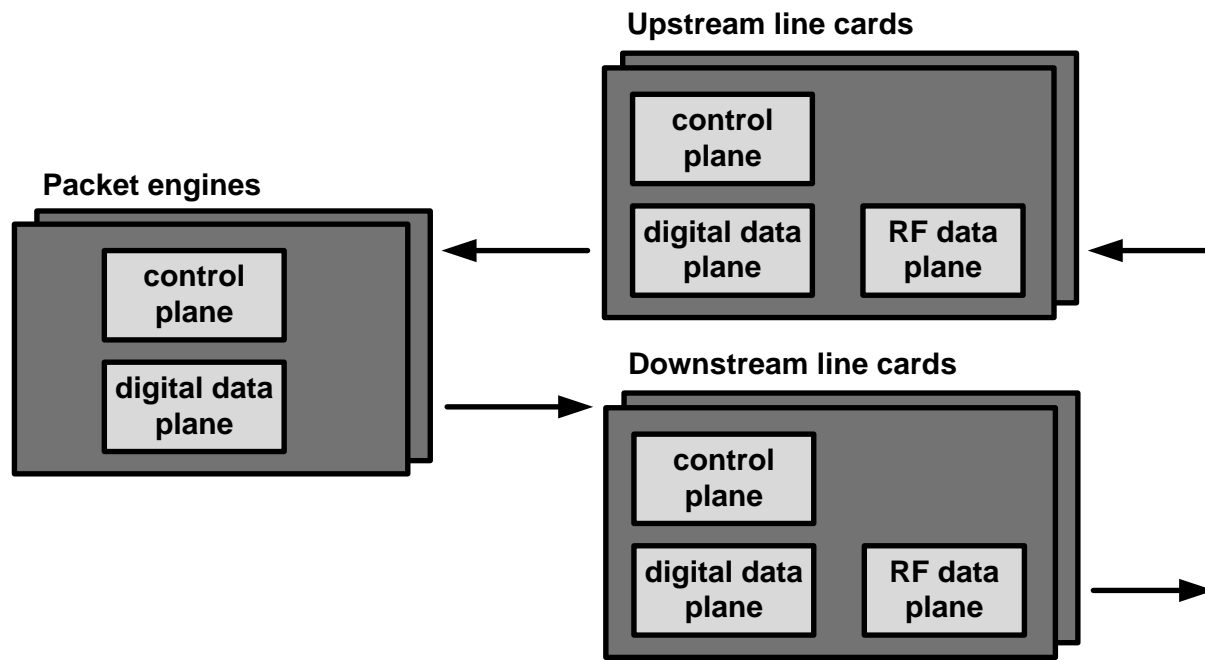 Upstream line cards
control
plane
digital data
plane
RF data
plane
Packet engines
control
plane
digital data
plane
Downstream line cards
control
plane
digital data
plane
RF data
plane